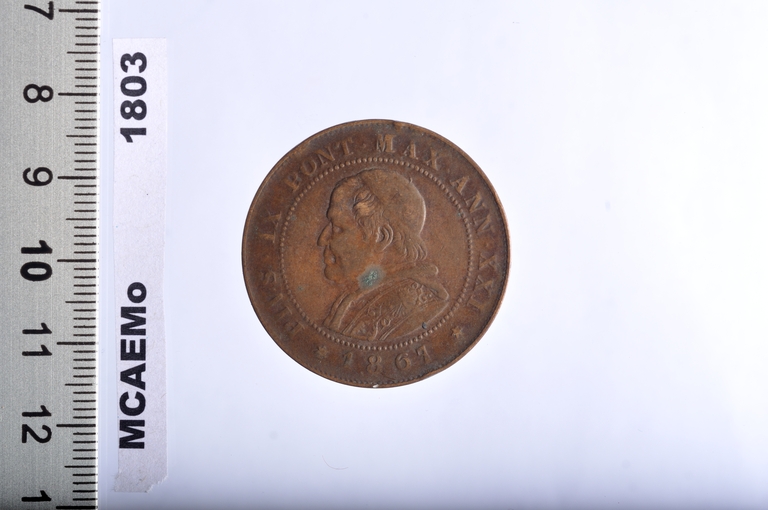 7
8
9
10
11
12
1
MCAEMo 1803
PIUS IX PONT · MAX · ANN · XXI
* 1867 *